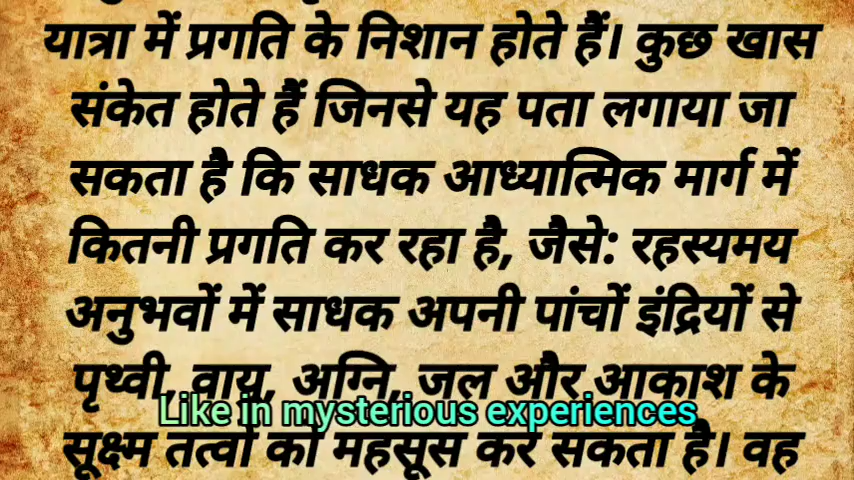 यात्रा में प्रगति के निशान होते हैं। कुछ खास
संकेत होते हैं जिनसे यह पता लगाया जा
सकता है कि साधक आध्यात्मिक मार्ग में
कितनी प्रगति कर रहा है, जैसे: रहस्यमय
अनुभवों में साधक अपनी पांचों इंद्रियों से
पृथ्वी, वायु, अग्नि, जल और आकाश के
Like in mysterious experiences
सूक्ष्म तत्वों को महसूस कर सकता है। वह